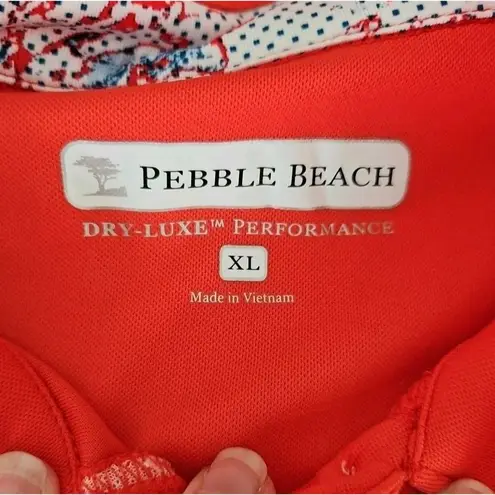 PEBBLE BEACH
DRY-LUXE™ PERFORMANCE
XL
Made in Vietnam